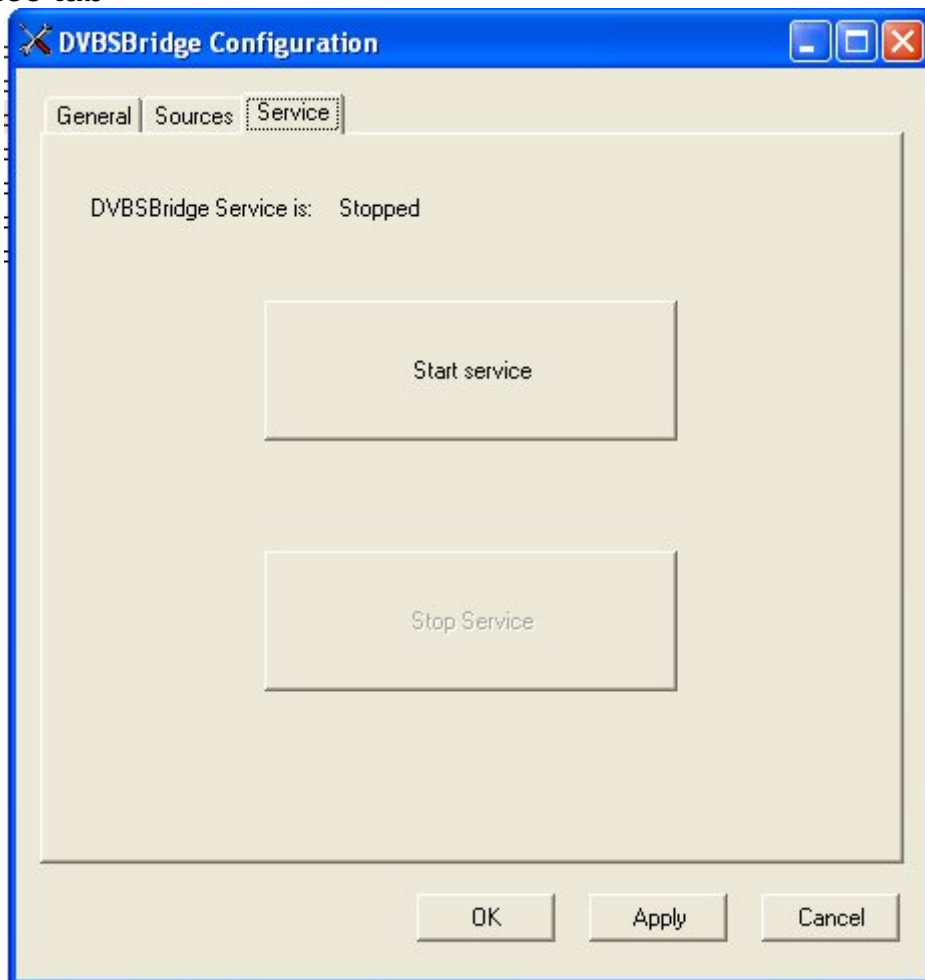 DVBSBridge Configuration
General Sources Service
DVBSBridge Service is: Stopped
Start service
Stop Service
OK Apply Cancel